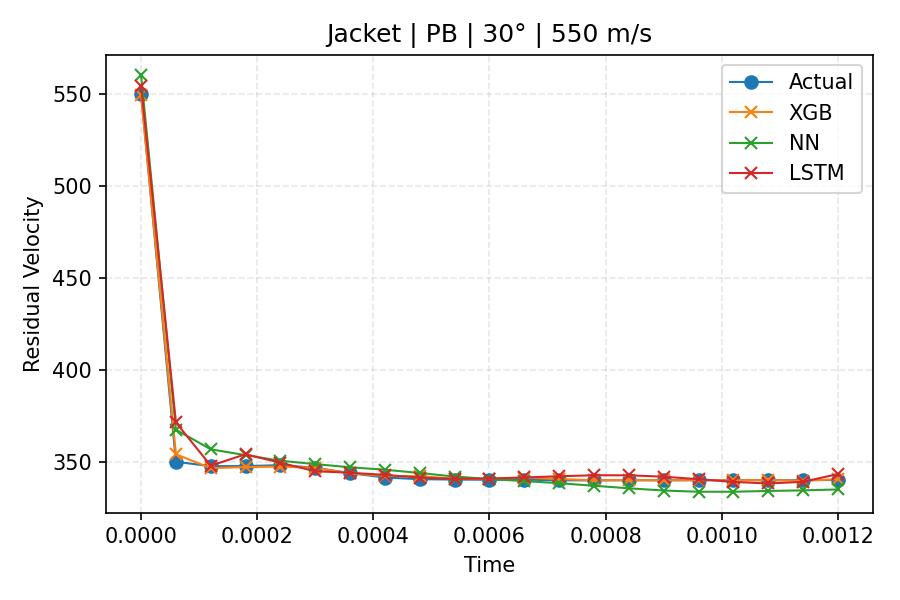 Jacket | PB | 30° | 550 m/s
Residual Velocity
550
500
450
400
350
0.0000 0.0002 0.0004 0.0006 0.0008 0.0010 0.0012
Time
Actual
XGB
NN
LSTM